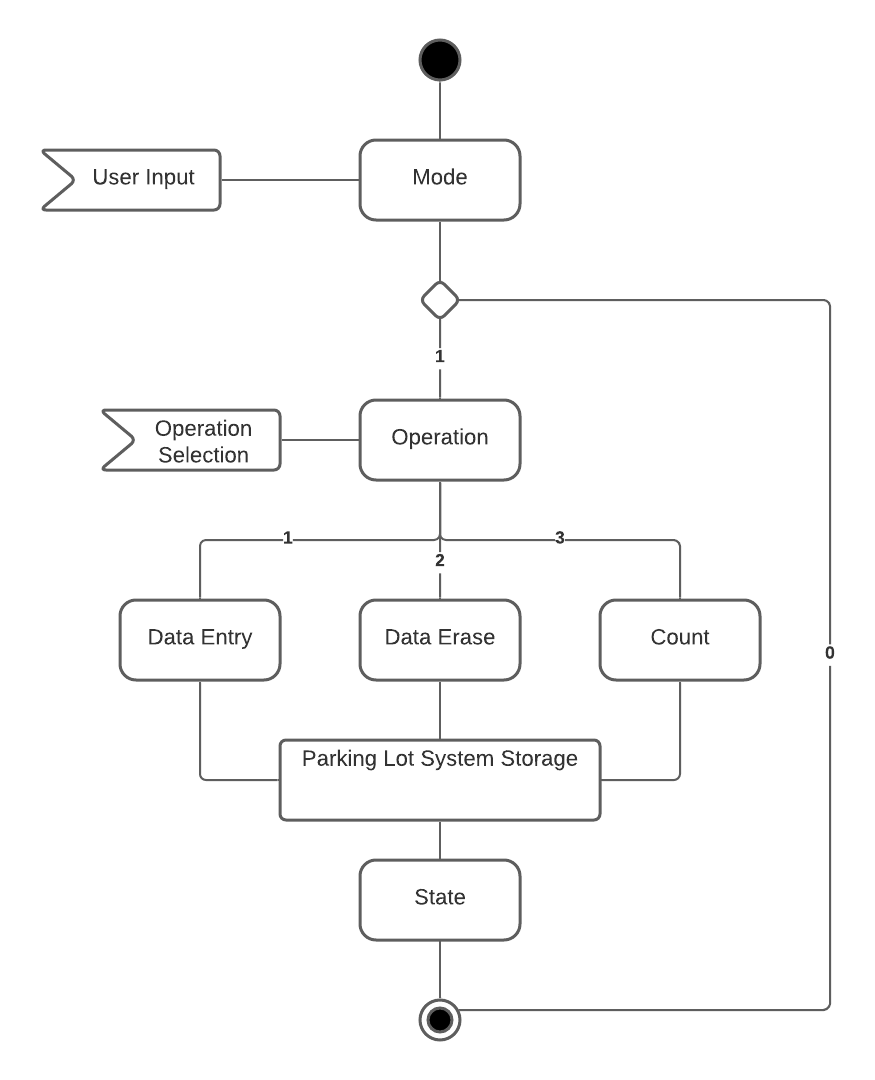 User Input
Mode
1
Operation
Selection
Operation
1
2
3
Data Entry
Data Erase
Count
0
Parking Lot System Storage
State